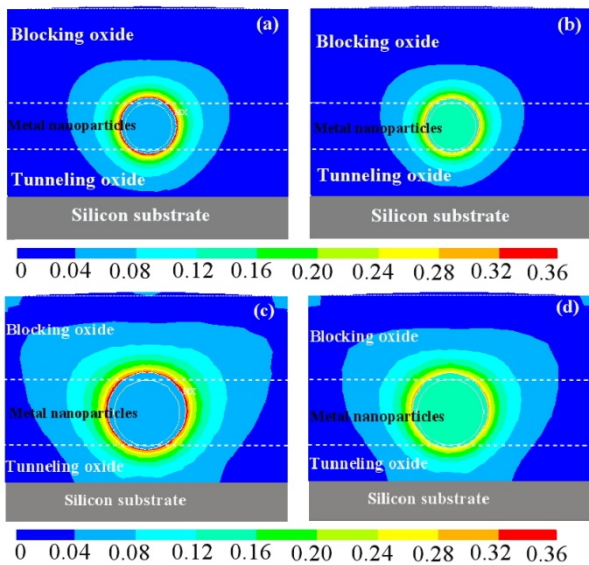 (a)
Blocking oxide
Metal nanoparticles
Tunneling oxide
Silicon substrate
(b)
Blocking oxide
Metal nanoparticles
Tunneling oxide
Silicon substrate
0 0.04 0.08 0.12 0.16 0.20 0.24 0.28 0.32 0.36
(c)
Blocking oxide
Metal nanoparticles
Tunneling oxide
Silicon substrate
(d)
Blocking oxide
Metal nanoparticles
Tunneling oxide
Silicon substrate
0 0.04 0.08 0.12 0.16 0.20 0.24 0.28 0.32 0.36